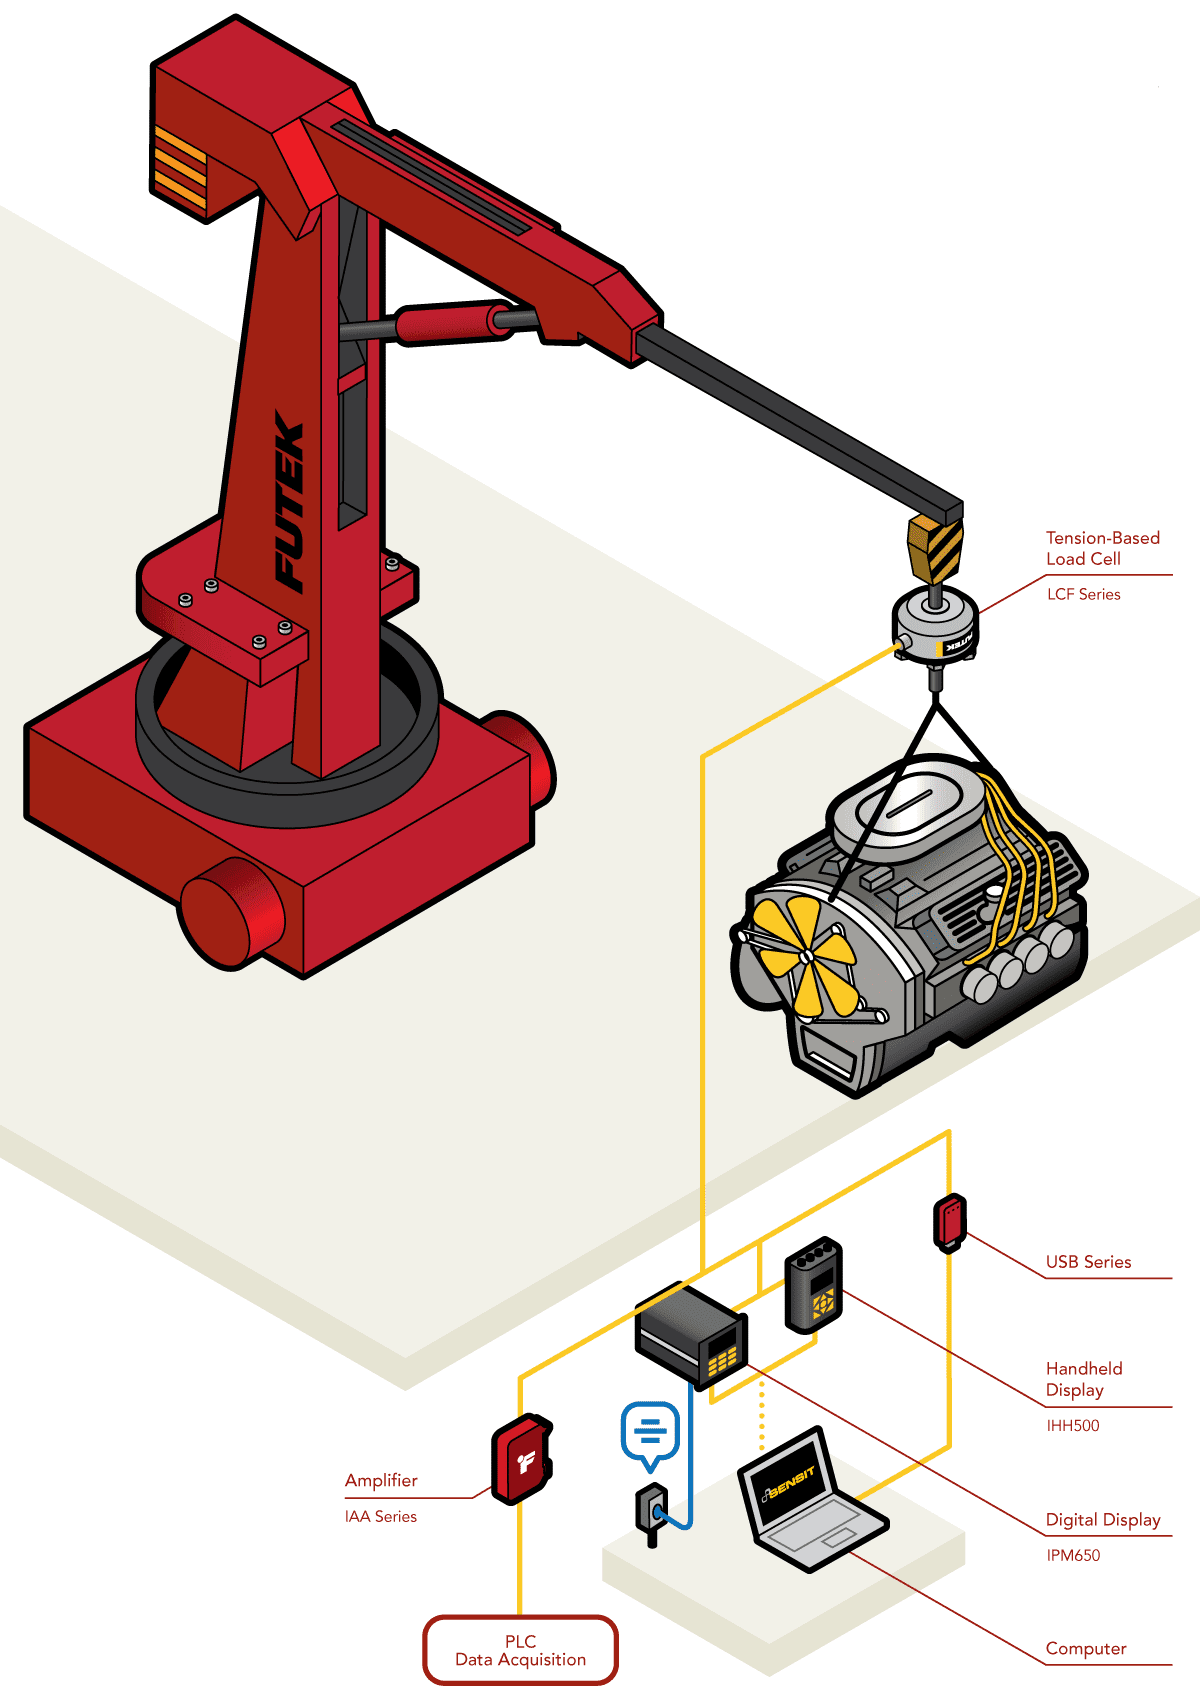 FUTEK
Tension-Based
Load Cell
LCF Series
FUTEK
USB Series
Handheld
Display
IHH500
SENSIT
Amplifier
IAA Series
Digital Display
IPM650
PLC
Data Acquisition
Computer